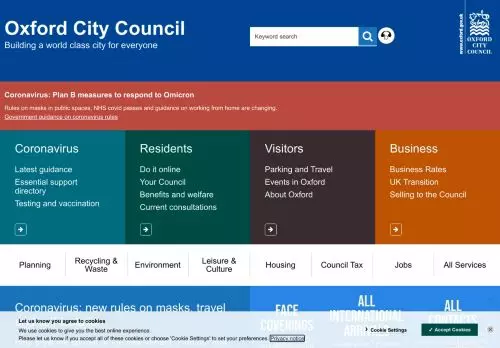 Oxford City Council
Building a world class city for everyone
Keyword search
www.oxford.gov.uk
OXFORD
CITY
COUNCIL
Coronavirus: Plan B measures to respond to Omicron
Rules on masks in public spaces, NHS covid passes and guidance on working from home are changing.
Government guidance on coronavirus rules
Coronavirus
Latest guidance
Essential support
directory
Testing and vaccination
Residents
Do it online
Your Council
Benefits and welfare
Current consultations
Visitors
Parking and Travel
Events in Oxford
About Oxford
Business
Business Rates
UK Transition
Selling to the Council
Planning
Recycling &
Waste
Environment
Leisure &
Culture
Housing
Council Tax
Jobs
All Services
Coronavirus: new rules on masks, travel
FACE
COVERINGS
ALL
INTERNATIONAL
ALL
CONTACTS
Let us know you agree to cookies
We use cookies to give you the best online experience.
Please let us know if you accept all of these cookies or choose 'Cookie Settings' to set your preferences. Privacy notice
Cookie Settings
✓ Accept Cookies